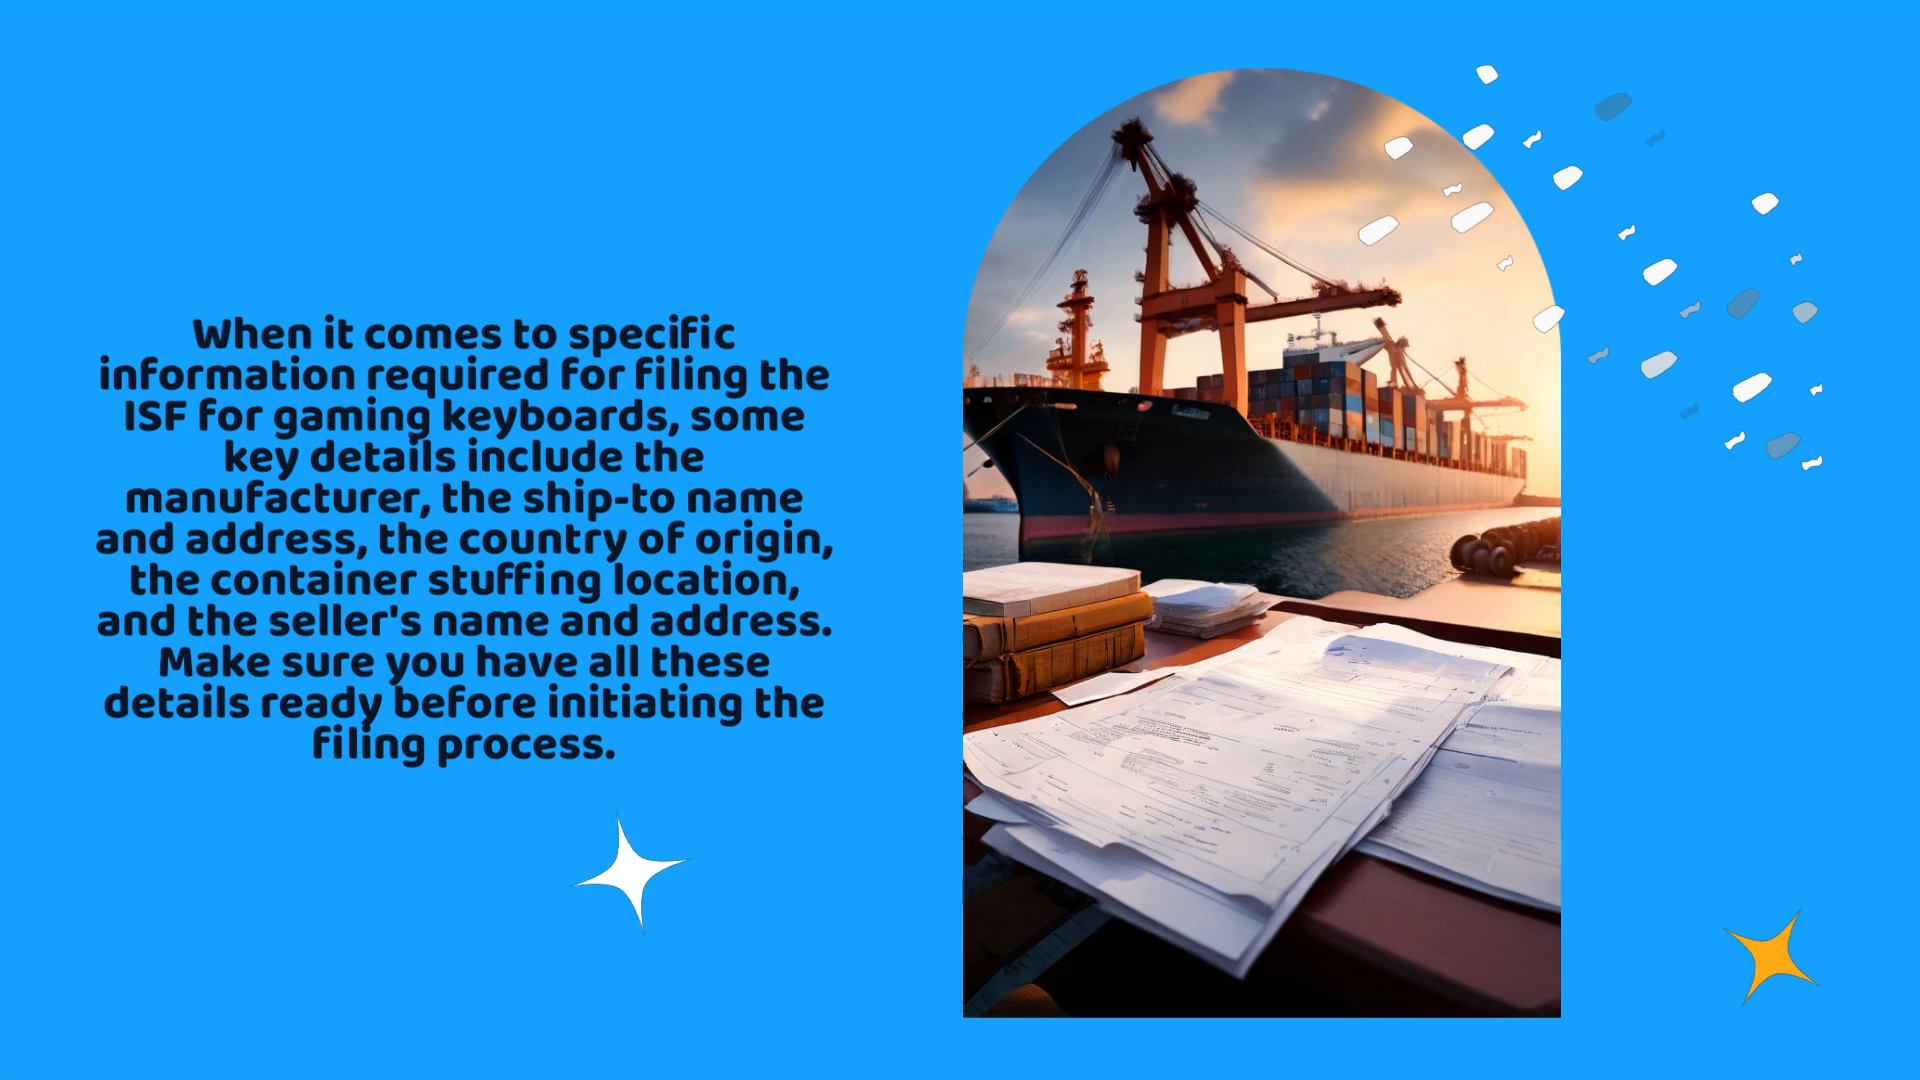 When it comes to specific
information required for filing the
ISF for gaming keyboards, some
key details include the
manufacturer, the ship-to name
and address, the country of origin,
the container stuffing location,
and the seller's name and address.
Make sure you have all these
details ready before initiating the
filing process.